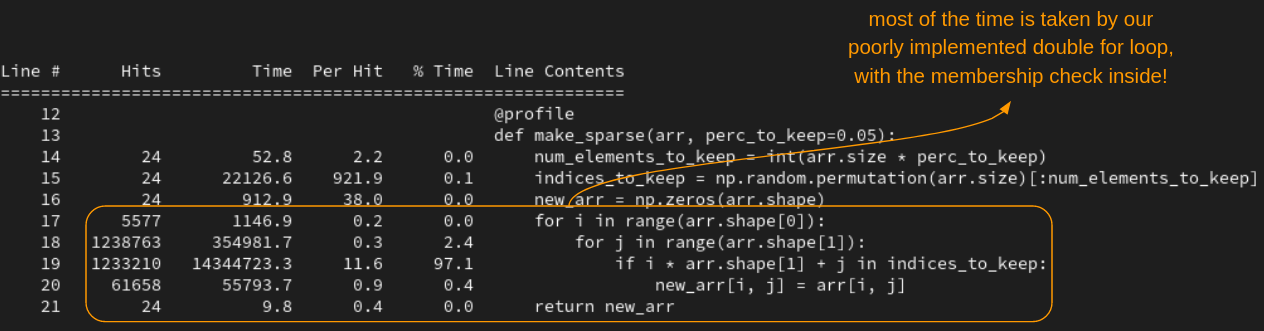 most of the time is taken by our
poorly implemented double for loop,
with the membership check inside!
Line # Hits Time Per Hit % Time Line Contents
==============================================================
12 @profile
13 def make_sparse(arr, perc_to_keep=0.05):
14 24 52.8 2.2 0.0 num_elements_to_keep = int(arr.size * perc_to_keep)
15 24 22126.6 921.9 0.1 indices_to_keep = np.random.permutation(arr.size)[:num_elements_to_keep]
16 24 912.9 38.0 0.0 new_arr = np.zeros(arr.shape)
17 5577 1146.9 0.2 0.0 for i in range(arr.shape[0]):
18 1238763 354981.7 0.3 2.4 for j in range(arr.shape[1]):
19 1233210 14344723.3 11.6 97.1 if i * arr.shape[1] + j in indices_to_keep:
20 61658 55793.7 0.9 0.4 new_arr[i, j] = arr[i, j]
21 24 9.8 0.4 0.0 return new_arr